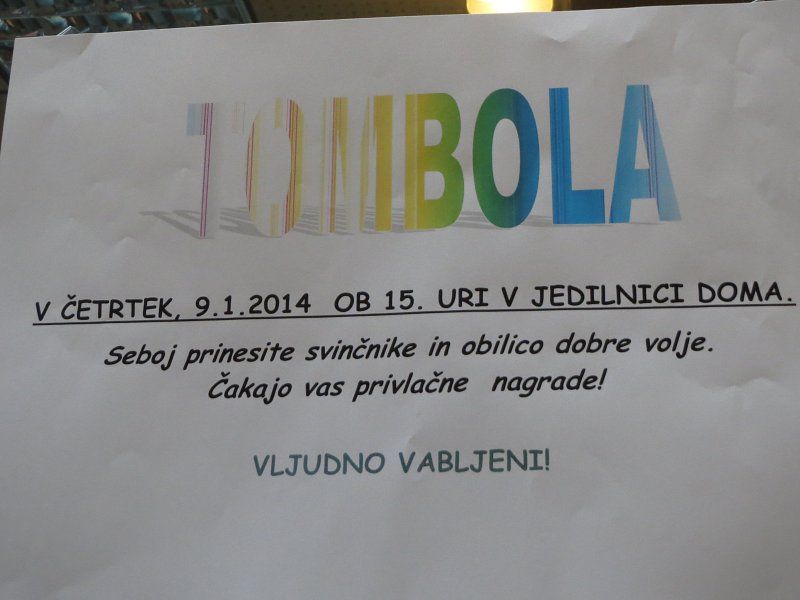 TOMBOLA
V ČETRTEK, 9.1.2014 OB 15. URI V JEDILNICI DOMA.
Seboj prinesite svinčnike in obilico dobre volje.
Čakajo vas privlačne nagrade!
VLJUDNO VABLJENI!